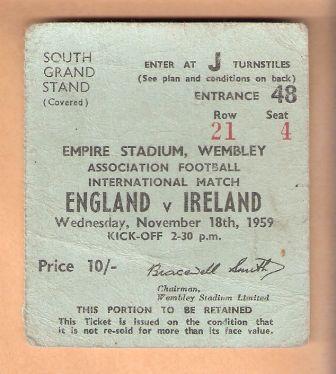 SOUTH GRAND STAND (Covered)
ENTER AT J TURNSTILES
(See plan and conditions on back)
ENTRANCE 48
Row Seat
21 4
EMPIRE STADIUM, WEMBLEY
ASSOCIATION FOOTBALL
INTERNATIONAL MATCH
ENGLAND v IRELAND
Wednesday, November 18th, 1959
KICK-OFF 2-30 p.m.
Price 10/-
Bracewell Smith
Chairman,
Wembley Stadium Limited
THIS PORTION TO BE RETAINED
This Ticket is issued on the condition that
it is not re-sold for more than its face value.